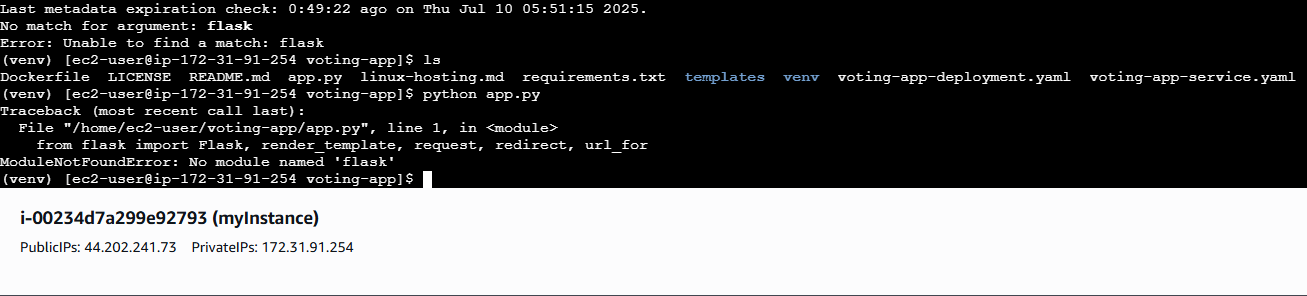 Last metadata expiration check: 0:49:22 ago on Thu Jul 10 05:51:15 2025.
No match for argument: flask
Error: Unable to find a match: flask
(venv) [ec2-user@ip-172-31-91-254 voting-app]$ ls
Dockerfile  LICENSE  README.md  app.py  linux-hosting.md  requirements.txt  templates  venv  voting-app-deployment.yaml  voting-app-service.yaml
(venv) [ec2-user@ip-172-31-91-254 voting-app]$ python app.py
Traceback (most recent call last):
  File "/home/ec2-user/voting-app/app.py", line 1, in <module>
    from flask import Flask, render_template, request, redirect, url_for
ModuleNotFoundError: No module named 'flask'
(venv) [ec2-user@ip-172-31-91-254 voting-app]$
i-00234d7a299e92793 (myInstance)
PublicIPs: 44.202.241.73    PrivateIPs: 172.31.91.254